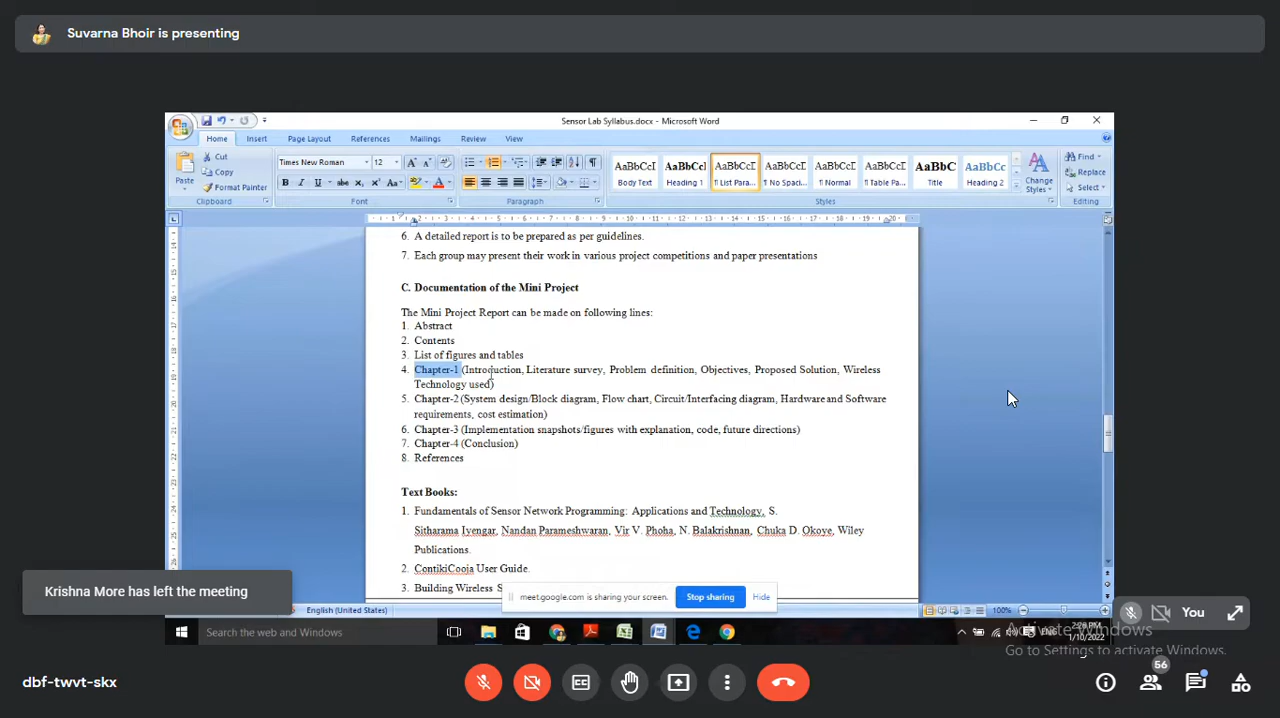 Suvarna Bhoir is presenting
Sensor Lab Syllabus.docx - Microsoft Word
Home Insert Page Layout References Mailings Review View
Paste
Cut
Copy
Format Painter
Times New Roman 12
AaBbCcI AaBbCc AaBbCcI AaBbCcI AaBbCcI AaBbCcI AaBbC AaBbCc
Body Text Heading 1 ¶ List Para... ¶ No Spaci... ¶ Normal ¶ Table Pa... Title Heading 2
Change Styles
Find
Replace
Select
Clipboard Font Paragraph Styles Editing
6. A detailed report is to be prepared as per guidelines.
7. Each group may present their work in various project competitions and paper presentations
C. Documentation of the Mini Project
The Mini Project Report can be made on following lines:
1. Abstract
2. Contents
3. List of figures and tables
4. Chapter-1 (Introduction, Literature survey, Problem definition, Objectives, Proposed Solution, Wireless
Technology used)
5. Chapter-2 (System design/Block diagram, Flow chart, Circuit/Interfacing diagram, Hardware and Software
requirements, cost estimation)
6. Chapter-3 (Implementation snapshots/figures with explanation, code, future directions)
7. Chapter-4 (Conclusion)
8. References
Text Books:
1. Fundamentals of Sensor Network Programming: Applications and Technology, S.
Sitharama Iyengar, Nandan Parameshwaran, Vir V. Phoha, N. Balakrishnan, Chuka D. Okoye, Wiley
Publications.
2. ContikiCooja User Guide.
3. Building Wireless S
meet.google.com is sharing your screen. Stop sharing Hide
Krishna More has left the meeting
English (United States) 100%
You
Search the web and Windows
ENG
1/10/2022
Activate Windows
Go to Settings to activate Windows.
dbf-twvt-skx
56